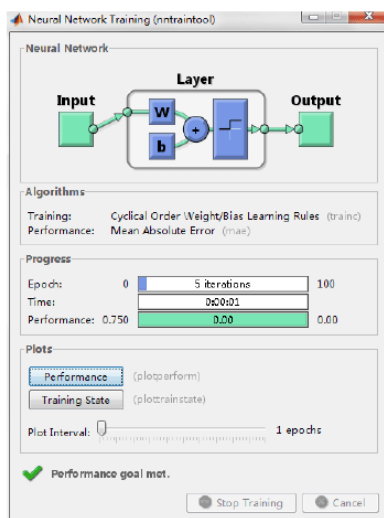 Neural Network Training (nntraintool)
Neural Network
Layer
Input
Output
W
b
+
Algorithms
Training: Cyclical Order Weight/Bias Learning Rules (trainc)
Performance: Mean Absolute Error (mae)
Progress
Epoch: 0 5 iterations 100
Time: 0:00:01
Performance: 0.750 0.00 0.00
Plots
Performance (plotperform)
Training State (plottrainstate)
Plot Interval: 1 epochs
Performance goal met.
Stop Training Cancel